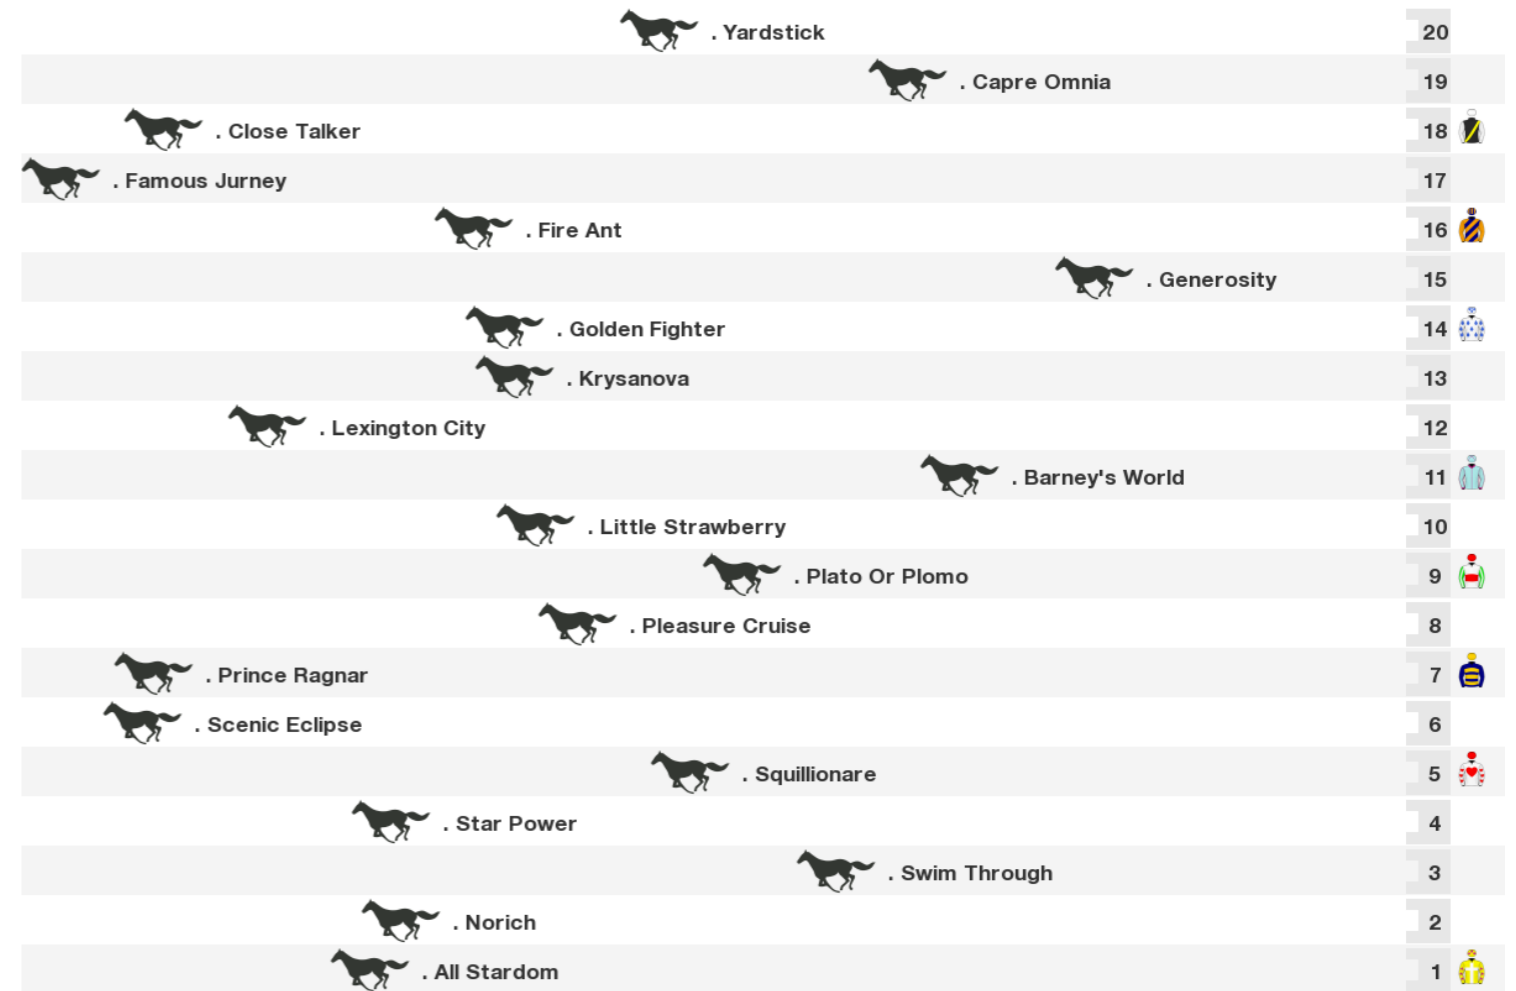 . Yardstick 20
. Capre Omnia 19
. Close Talker 18
. Famous Jurney 17
. Fire Ant 16
. Generosity 15
. Golden Fighter 14
. Krysanova 13
. Lexington City 12
. Barney's World 11
. Little Strawberry 10
. Plato Or Plomo 9
. Pleasure Cruise 8
. Prince Ragnar 7
. Scenic Eclipse 6
. Squillionare 5
. Star Power 4
. Swim Through 3
. Norich 2
. All Stardom 1